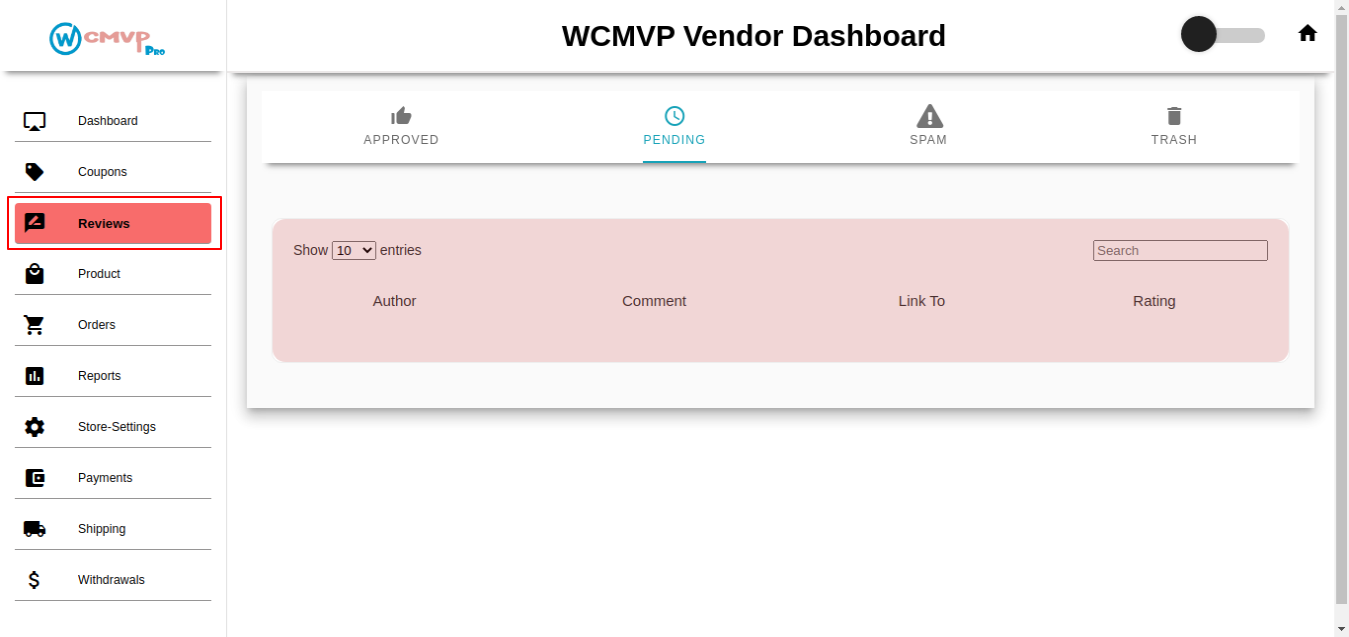 WCMVP
Pro
WCMVP Vendor Dashboard
Dashboard
Coupons
Reviews
Product
Orders
Reports
Store-Settings
Payments
Shipping
Withdrawals
APPROVED PENDING SPAM TRASH
Show 10 entries Search
Author Comment Link To Rating